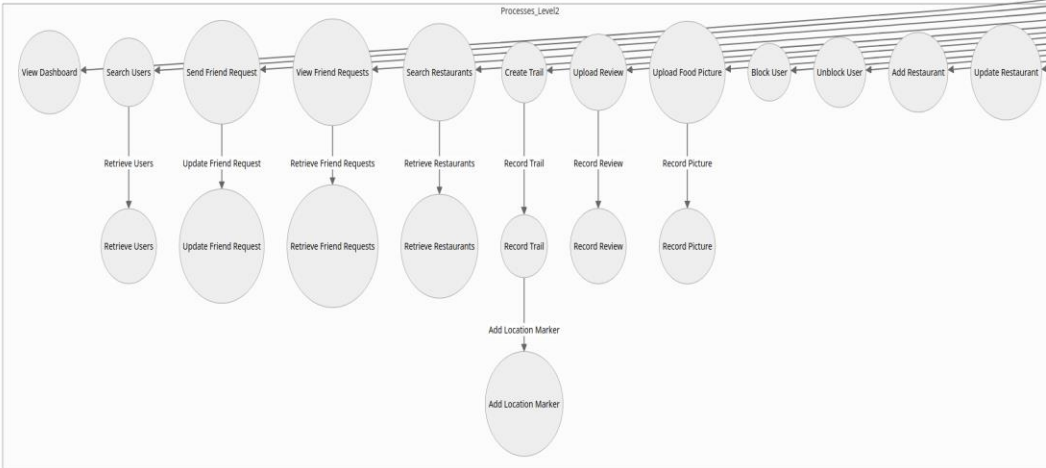 Processes_Level2
View Dashboard
Search Users
Send Friend Request
View Friend Requests
Search Restaurants
Create Trail
Upload Review
Upload Food Picture
Block User
Unblock User
Add Restaurant
Update Restaurant
Retrieve Users
Update Friend Request
Retrieve Friend Requests
Retrieve Restaurants
Record Trail
Record Review
Record Picture
Retrieve Users
Update Friend Request
Retrieve Friend Requests
Retrieve Restaurants
Record Trail
Record Review
Record Picture
Add Location Marker
Add Location Marker